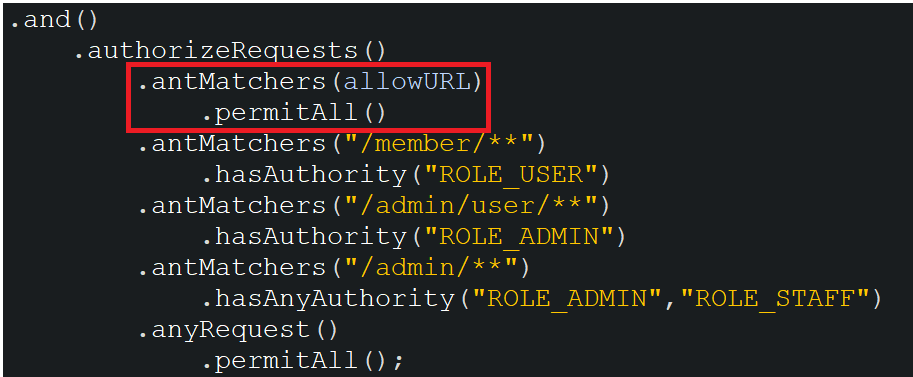 .and()
.authorizeRequests()
.antMatchers(allowURL)
.permitAll()
.antMatchers("/member/**")
.hasAuthority("ROLE_USER")
.antMatchers("/admin/user/**")
.hasAuthority("ROLE_ADMIN")
.antMatchers("/admin/**")
.hasAnyAuthority("ROLE_ADMIN","ROLE_STAFF")
.anyRequest()
.permitAll();